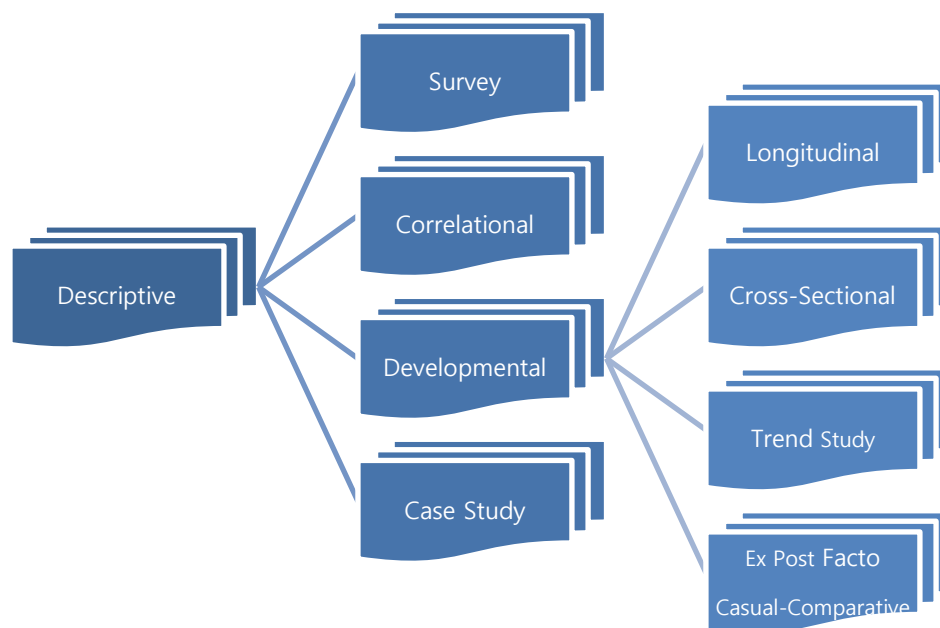 Descriptive
Survey
Correlational
Developmental
Case Study
Longitudinal
Cross-Sectional
Trend Study
Ex Post Facto
Casual-Comparative